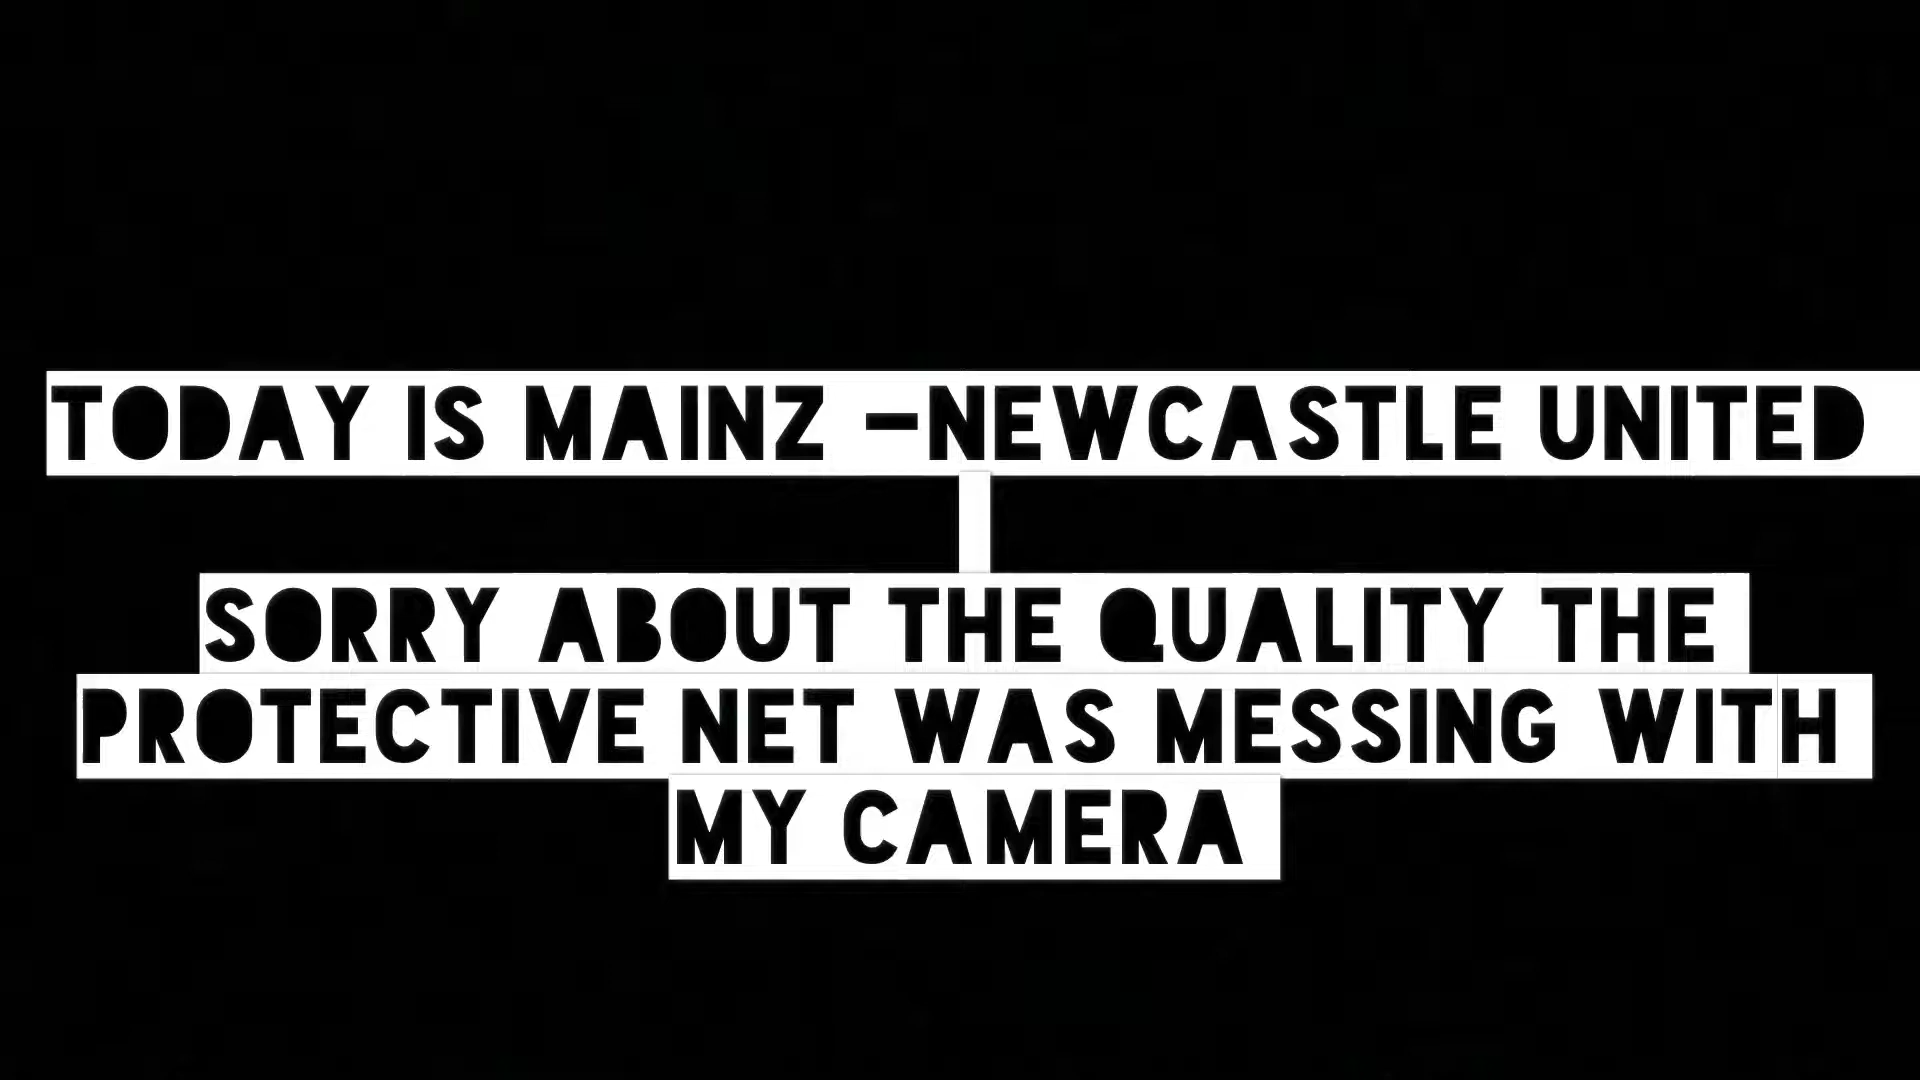 TODAY IS MAINZ -NEWCASTLE UNITED
SORRY ABOUT THE QUALITY THE
PROTECTIVE NET WAS MESSING WITH
MY CAMERA